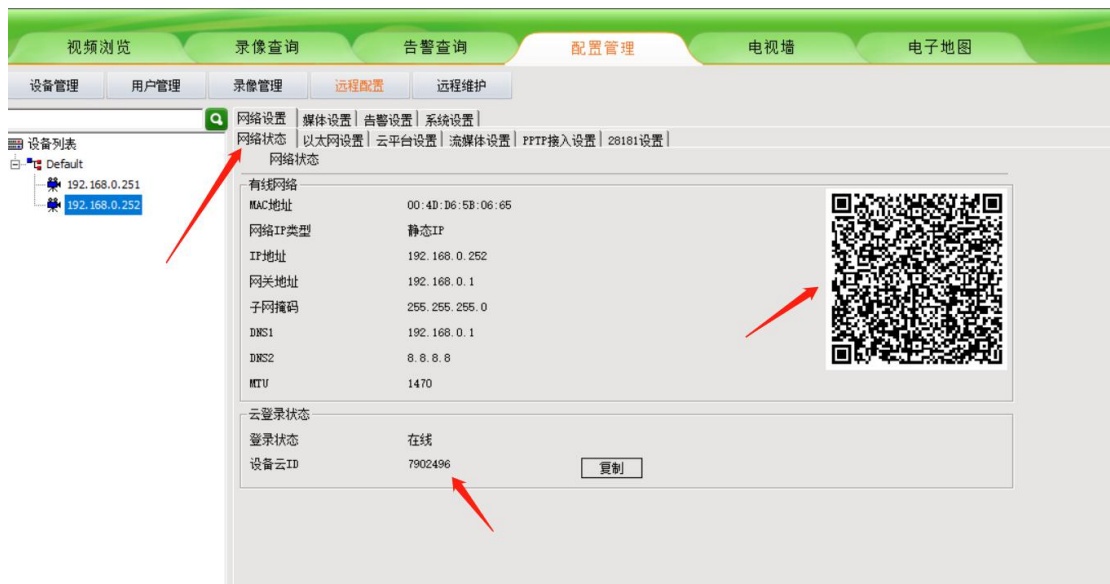 视频浏览 录像查询 告警查询 配置管理 电视墙 电子地图
设备管理 用户管理 录像管理 远程配置 远程维护
网络设置 媒体设置 告警设置 系统设置
网络状态 以太网设置 云平台设置 流媒体设置 PPTP接入设置 28181设置
设备列表
Default
192.168.0.251
192.168.0.252
网络状态
有线网络
MAC地址 00:4D:D6:5B:06:65
网络IP类型 静态IP
IP地址 192.168.0.252
网关地址 192.168.0.1
子网掩码 255.255.255.0
DNS1 192.168.0.1
DNS2 8.8.8.8
MTU 1470
云登录状态
登录状态 在线
设备云ID 7902496 复制